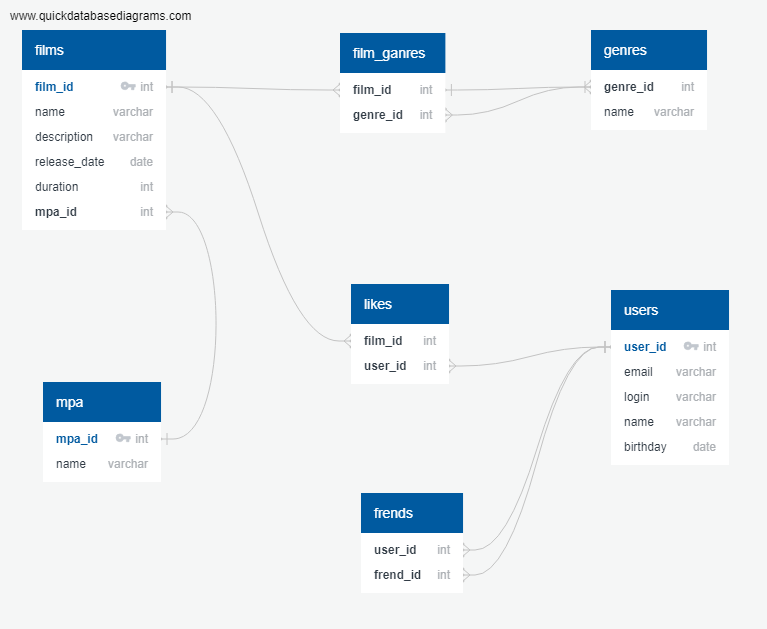 www.quickdatabasediagrams.com
films
film_id int
name varchar
description varchar
release_date date
duration int
mpa_id int
film_ganres
film_id int
genre_id int
genres
genre_id int
name varchar
likes
film_id int
user_id int
users
user_id int
email varchar
login varchar
name varchar
birthday date
mpa
mpa_id int
name varchar
frends
user_id int
frend_id int